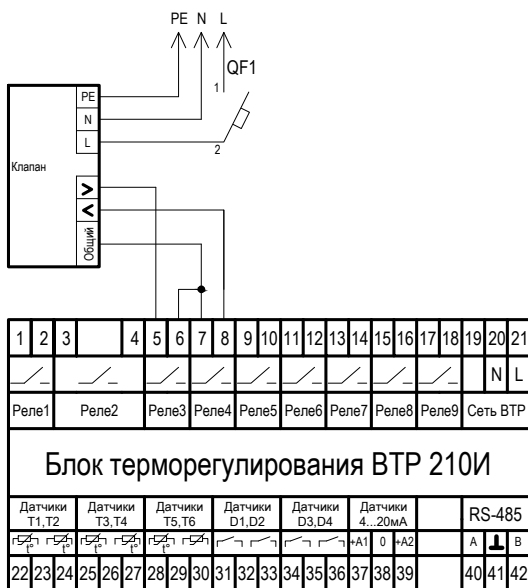 PE N L
QF1
1
2
PE
N
L
Клапан
>
<
Общий
1 2 3 4 5 6 7 8 9 10 11 12 13 14 15 16 17 18 19 20 21
N L
Реле1 Реле2 Реле3 Реле4 Реле5 Реле6 Реле7 Реле8 Реле9 Сеть ВТР
Блок терморегулирования ВТР 210И
Датчики Датчики Датчики Датчики Датчики Датчики RS-485
T1,T2 T3,T4 T5,T6 D1,D2 D3,D4 4...20мА
t° t° t° t° t° t° +A1 0 +A2 A B
22 23 24 25 26 27 28 29 30 31 32 33 34 35 36 37 38 39 40 41 42